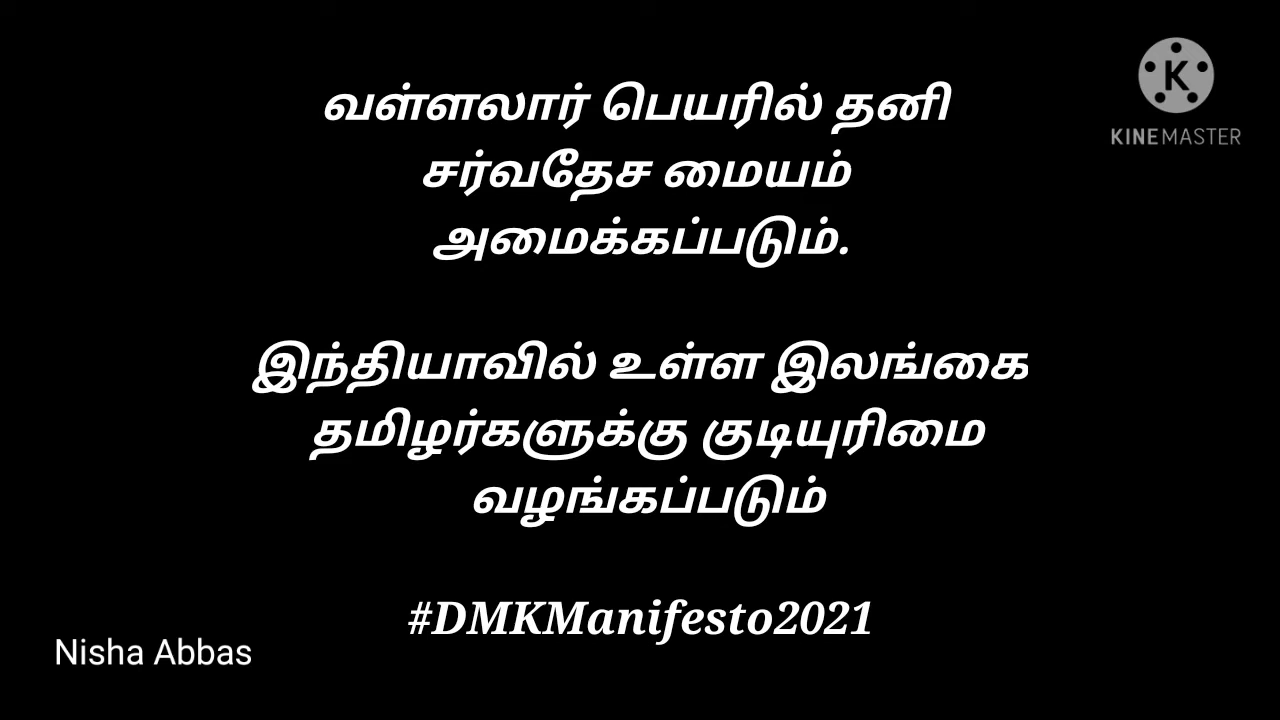 வள்ளலார் பெயரில் தனி
சர்வதேச மையம்
அமைக்கப்படும்.
இந்தியாவில் உள்ள இலங்கை
தமிழர்களுக்கு குடியுரிமை
வழங்கப்படும்
#DMKManifesto2021
Nisha Abbas
K
KINEMASTER